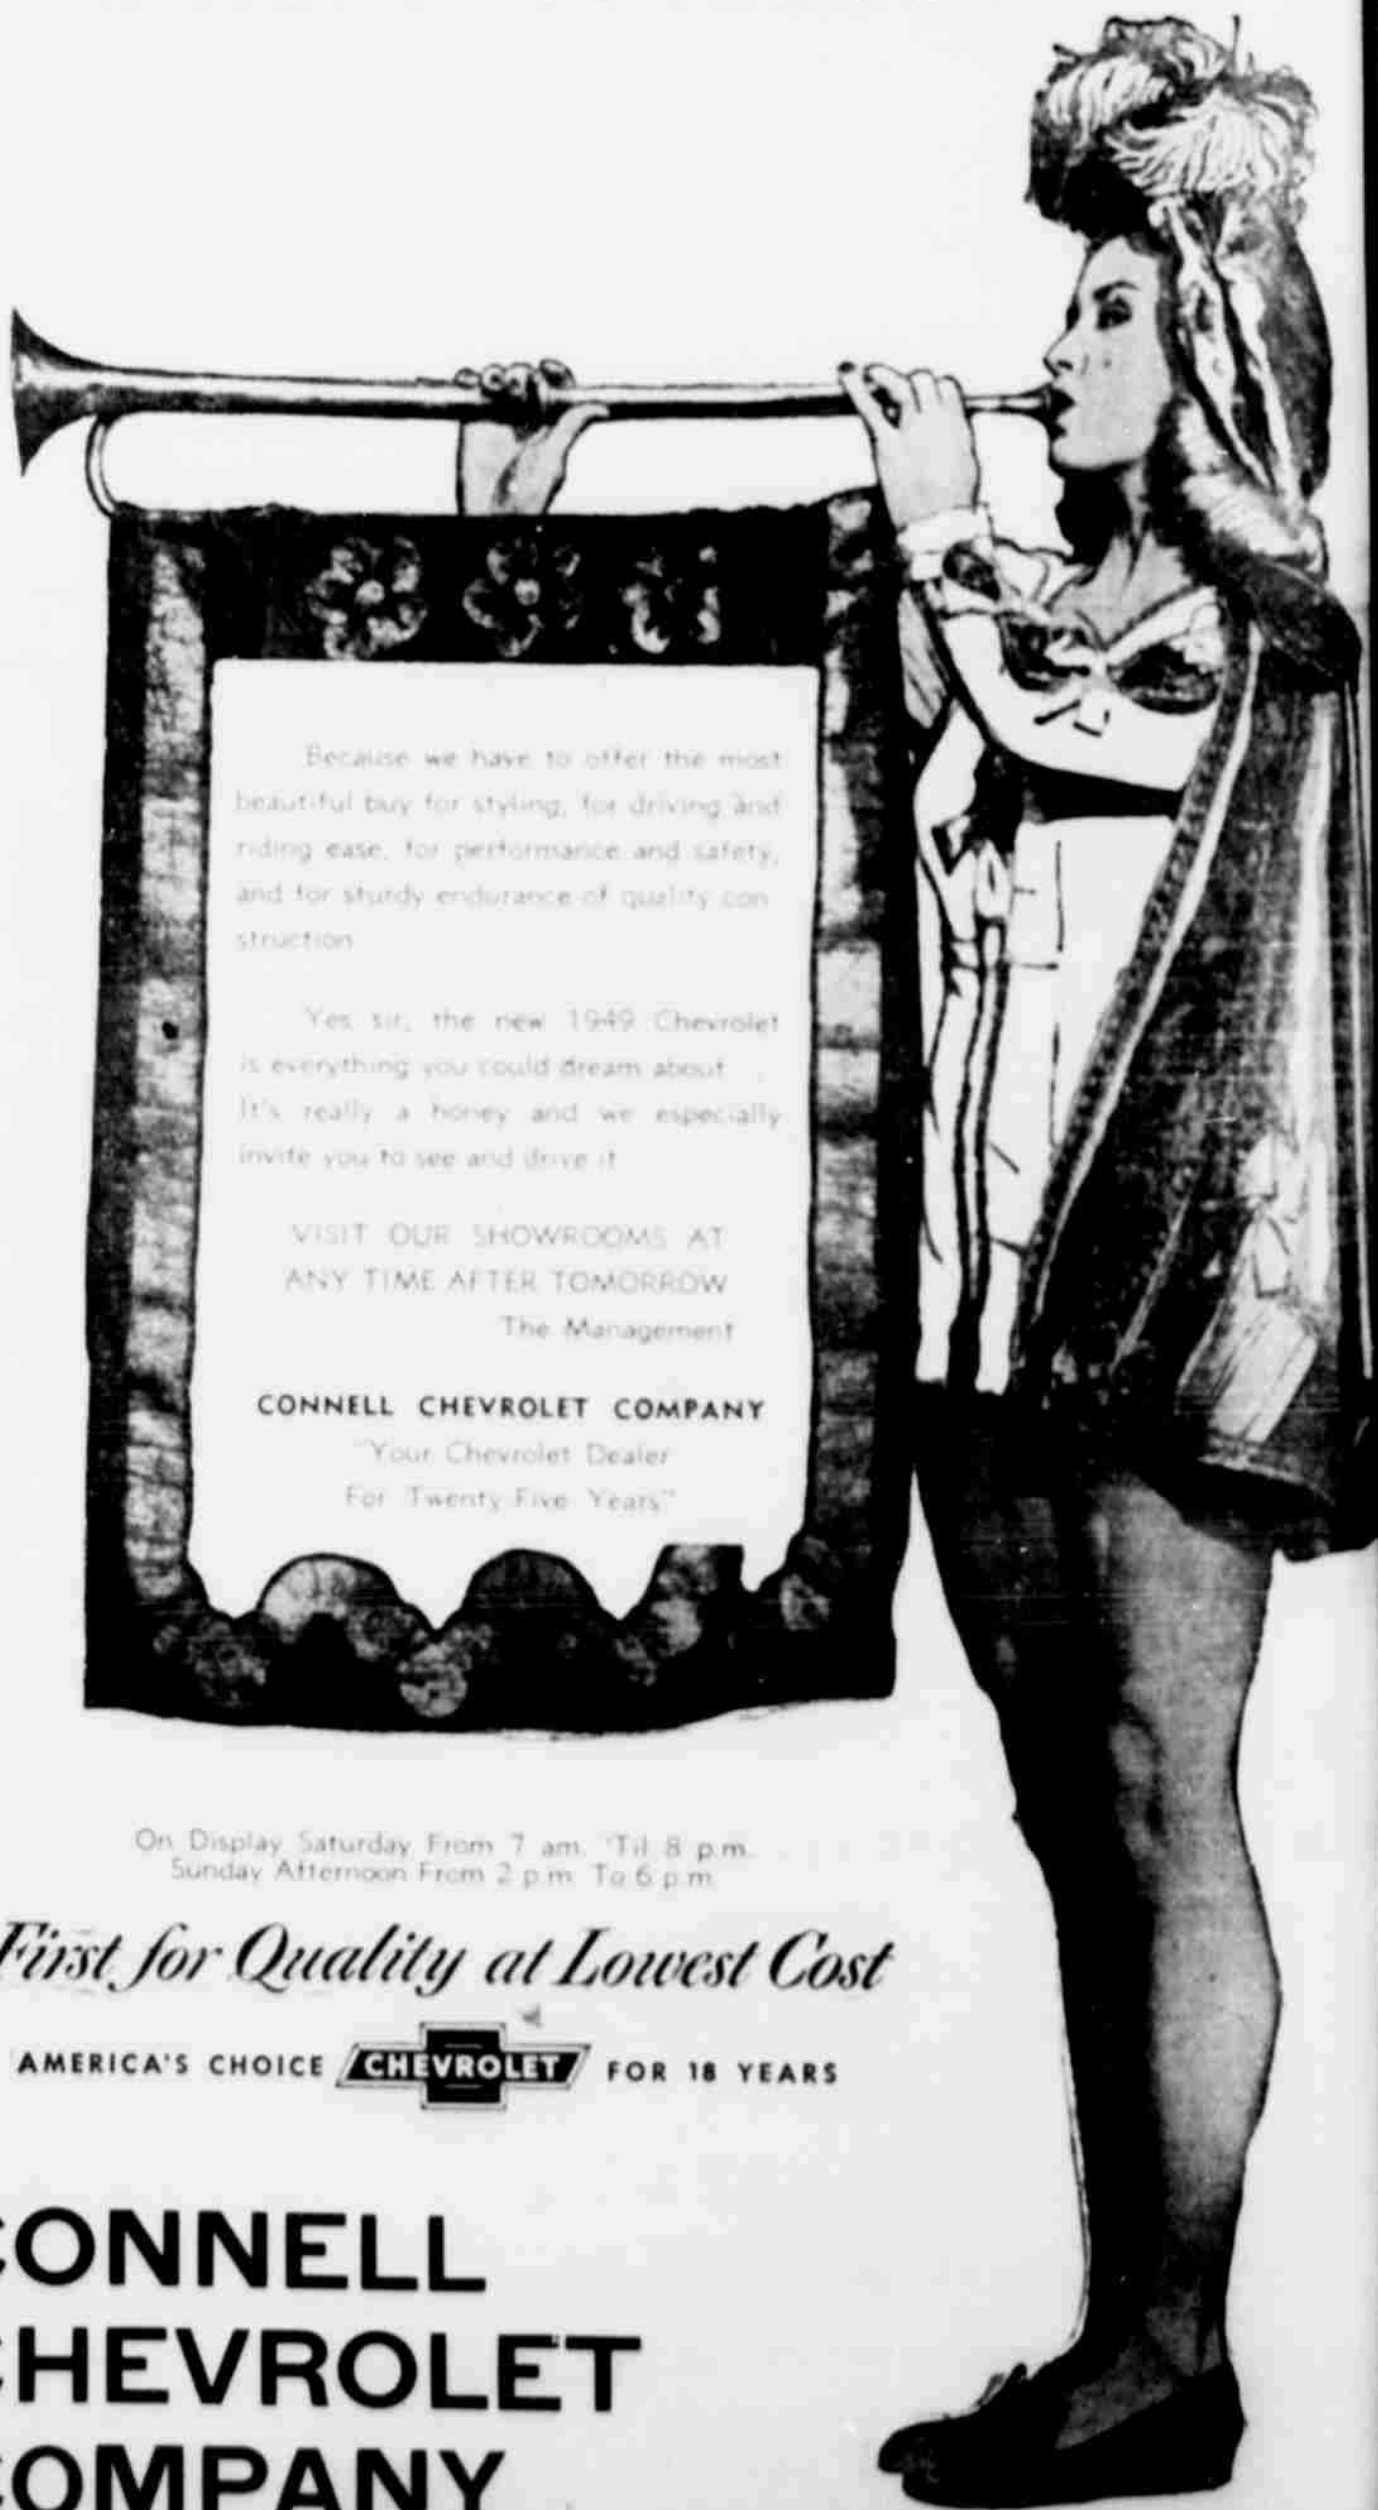 Because we have to offer the most
beautiful buy for styling, for driving and
riding ease, for performance and safety,
and for sturdy endurance of quality con
struction
Yes sir, the new 1949 Chevrolet
is everything you could dream about
It's really a honey and we especially
invite you to see and drive it
VISIT OUR SHOWROOMS AT
ANY TIME AFTER TOMORROW
The Management
CONNELL CHEVROLET COMPANY
"Your Chevrolet Dealer
For Twenty-Five Years"
On Display Saturday From 7 am. 'Til 8 p.m.
Sunday Afternoon From 2 p.m. To 6 p.m.
First for Quality at Lowest Cost
AMERICA'S CHOICE CHEVROLET FOR 18 YEARS
CONNELL
CHEVROLET
COMPANY